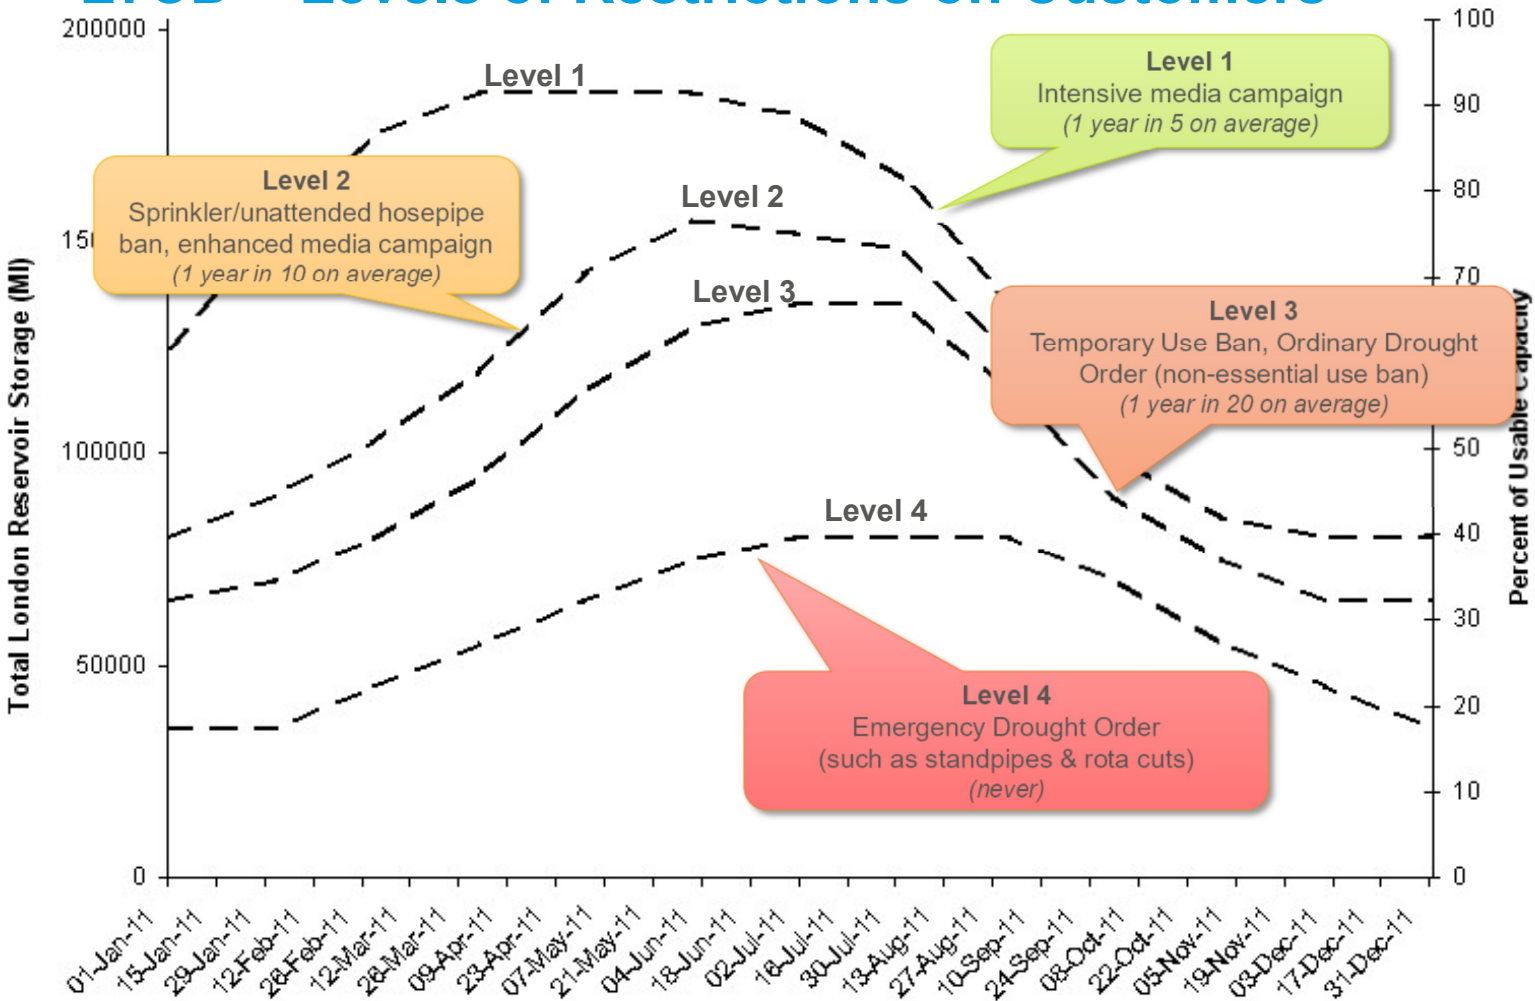 Levels of Restrictions on Customers
Total London Reservoir Storage (Ml)
200000
100000
50000
0
Level 1
Level 2
Level 3
Level 4
Level 1
Intensive media campaign
(1 year in 5 on average)
Level 2
Sprinkler/unattended hosepipe
ban, enhanced media campaign
(1 year in 10 on average)
Level 3
Temporary Use Ban, Ordinary Drought
Order (non-essential use ban)
(1 year in 20 on average)
Level 4
Emergency Drought Order
(such as standpipes & rota cuts)
(never)
100
90
80
70
50
40
30
20
10
0
Percent of Usable Capacity
01-Jan-11
15-Jan-11
29-Jan-11
12-Feb-11
26-Feb-11
12-Mar-11
26-Mar-11
09-Apr-11
23-Apr-11
07-May-11
21-May-11
04-Jun-11
18-Jun-11
02-Jul-11
16-Jul-11
30-Jul-11
13-Aug-11
27-Aug-11
10-Sep-11
24-Sep-11
08-Oct-11
22-Oct-11
05-Nov-11
19-Nov-11
03-Dec-11
17-Dec-11
31-Dec-11